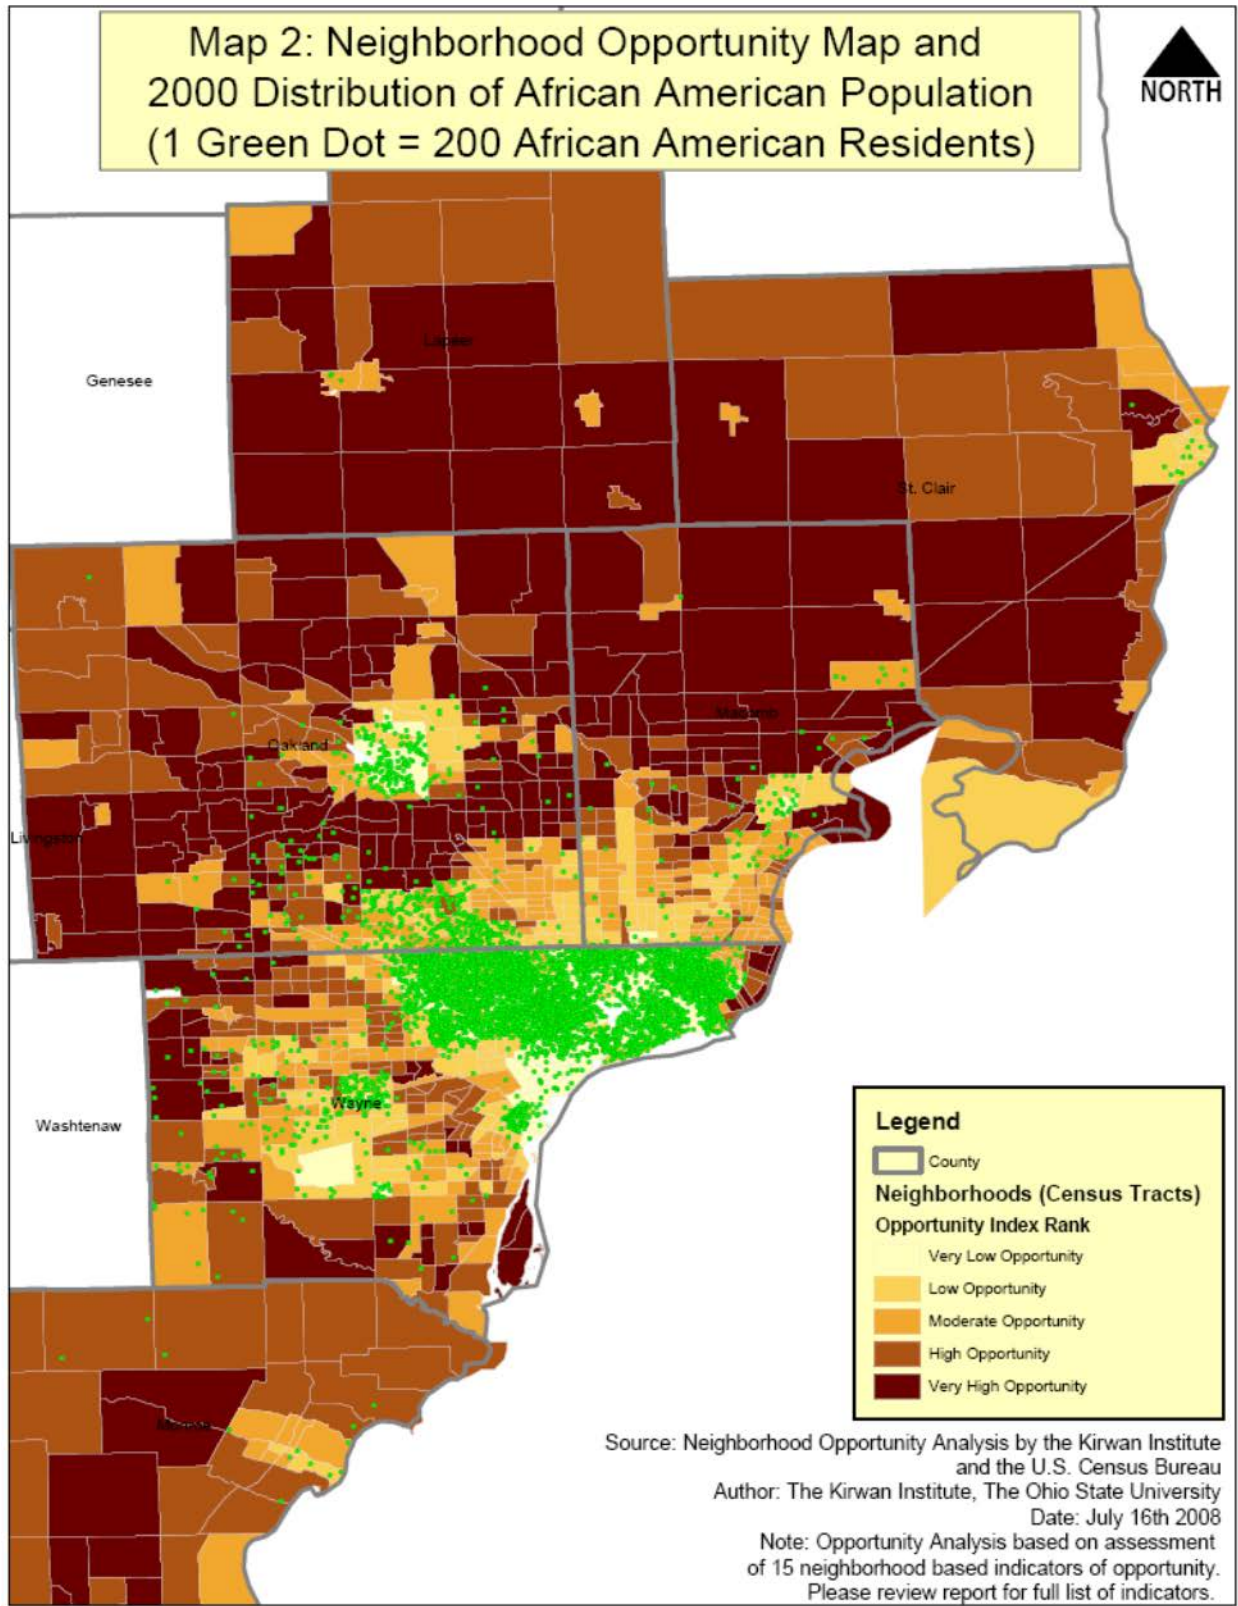 Map 2: Neighborhood Opportunity Map and
2000 Distribution of African American Population
(1 Green Dot = 200 African American Residents)
NORTH
Lapeer
Genesee
St. Clair
Macomb
Oakland
Livingston
Wayne
Washtenaw
Monroe
Legend
County
Neighborhoods (Census Tracts)
Opportunity Index Rank
Very Low Opportunity
Low Opportunity
Moderate Opportunity
High Opportunity
Very High Opportunity
Source: Neighborhood Opportunity Analysis by the Kirwan Institute
and the U.S. Census Bureau
Author: The Kirwan Institute, The Ohio State University
Date: July 16th 2008
Note: Opportunity Analysis based on assessment
of 15 neighborhood based indicators of opportunity.
Please review report for full list of indicators.